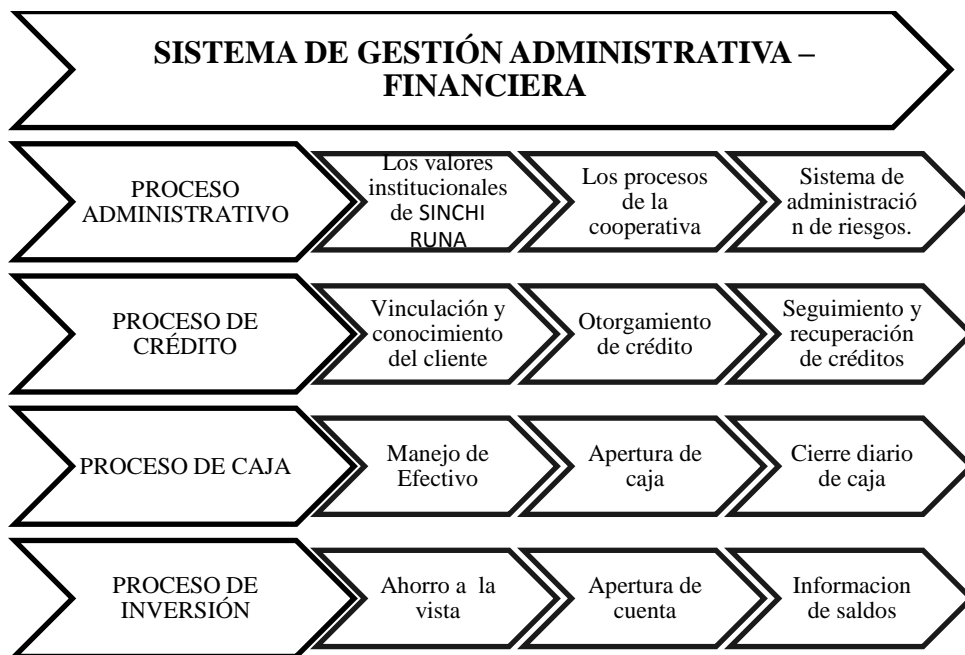 SISTEMA DE GESTIÓN ADMINISTRATIVA –
FINANCIERA
PROCESO
ADMINISTRATIVO
Los valores
institucionales
de SINCHI
RUNA
Los procesos
de la
cooperativa
Sistema de
administració
n de riesgos.
PROCESO DE
CRÉDITO
Vinculación y
conocimiento
del cliente
Otorgamiento
de crédito
Seguimiento y
recuperación
de créditos
PROCESO DE CAJA
Manejo de
Efectivo
Apertura de
caja
Cierre diario
de caja
PROCESO DE
INVERSIÓN
Ahorro a la
vista
Apertura de
cuenta
Informacion
de saldos